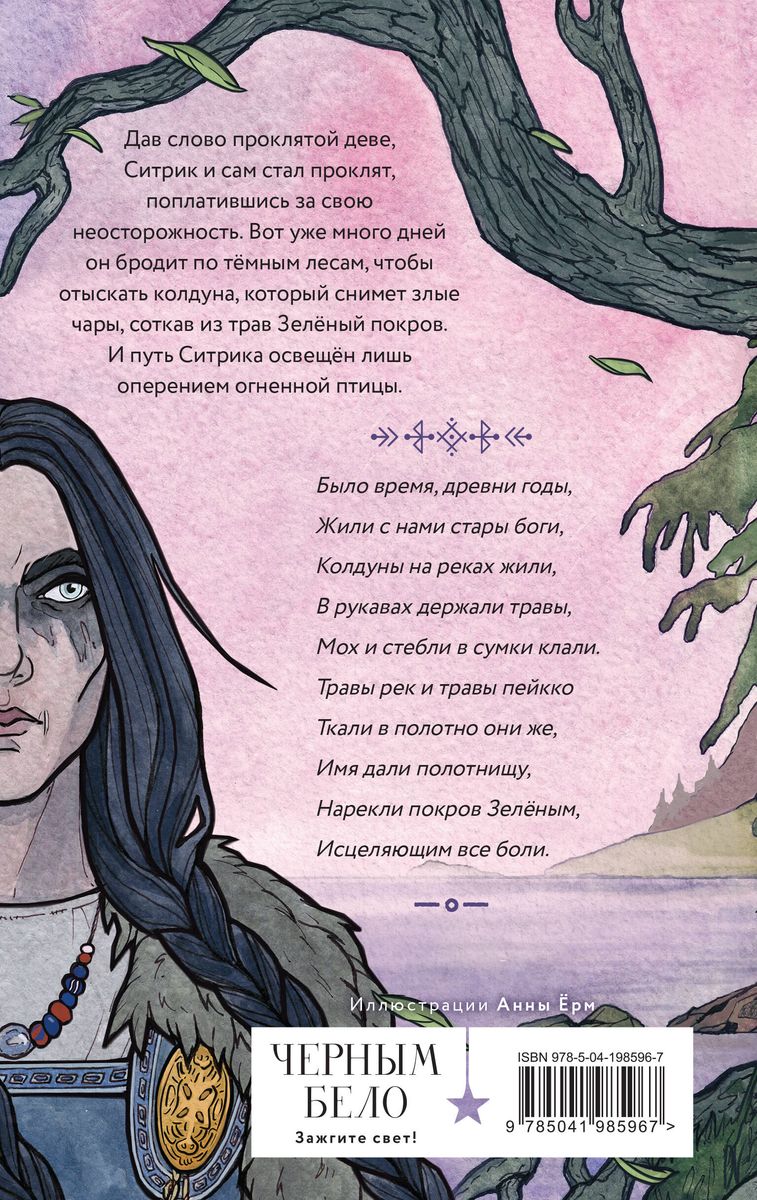 Дав слово проклятой деве,
Ситрик и сам стал проклят,
поплатившись за свою
неосторожность. Вот уже много дней
он бродит по тёмным лесам, чтобы
отыскать колдуна, который снимет злые
чары, соткав из трав Зелёный покров.
И путь Ситрика освещён лишь
оперением огненной птицы.
Было время, древни годы,
Жили с нами стары боги,
Колдуны на реках жили,
В рукавах держали травы,
Мох и стебли в сумки клали.
Травы рек и травы пейкко
Ткали в полотно они же,
Имя дали полотнищу,
Нарекли покров Зелёным,
Исцеляющим все боли.
Иллюстрации Анны Ёрм
ЧЕРНЫМ
БЕЛО
Зажгите свет!
ISBN 978-5-04-198596-7
9 785041 985967 >